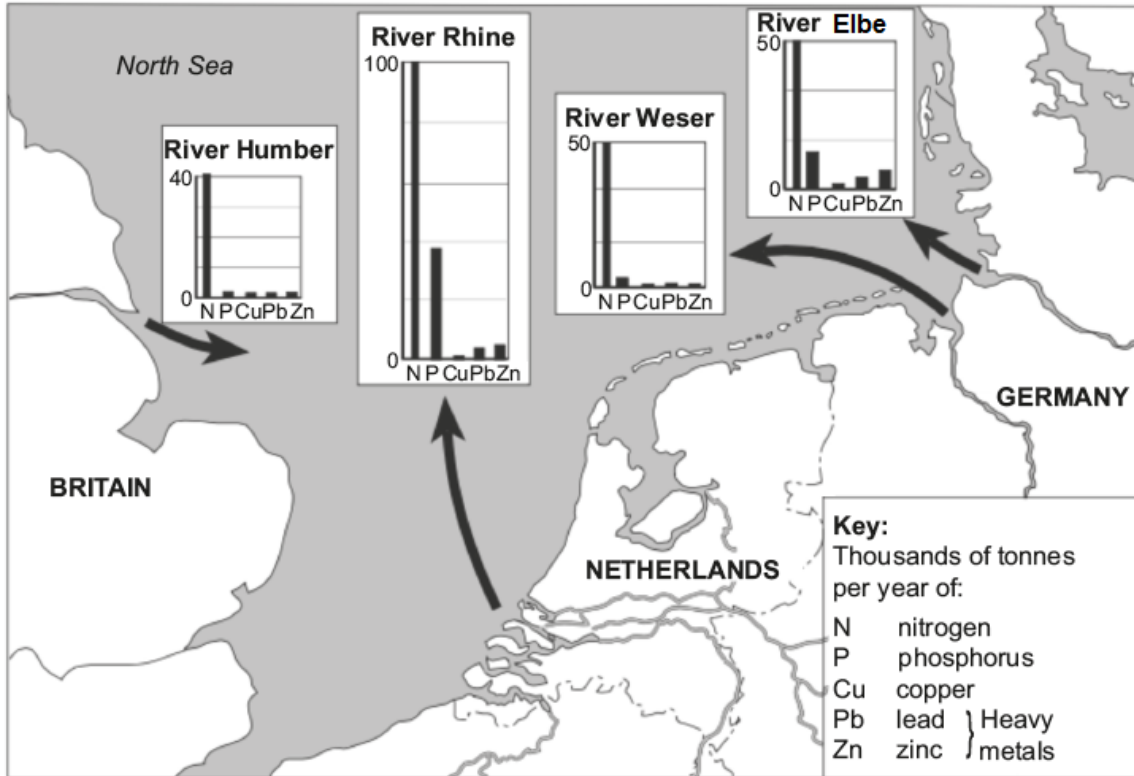 North Sea
River Humber
40
0
N P Cu Pb Zn
River Rhine
100
0
N P Cu Pb Zn
River Weser
50
0
N P Cu Pb Zn
River Elbe
50
0
N P Cu Pb Zn
BRITAIN
NETHERLANDS
GERMANY
Key:
Thousands of tonnes
per year of:
N nitrogen
P phosphorus
Cu copper
Pb lead } Heavy
Zn zinc metals